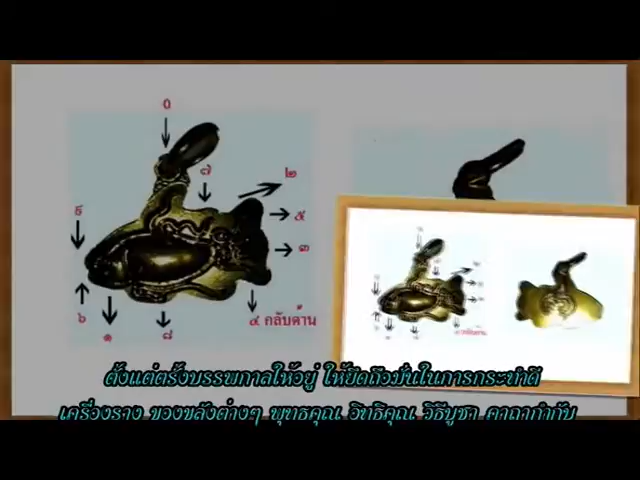 ๐
๗
๒
๕
๓
๖
๑
๘
๔ กลับด้าน
ตั้งแต่ครั้งบรรพกาลให้อยู่ ให้ยึดถือมั่นในการกระทำดี
เครื่องราง ของขลังต่างๆ พุทธคุณ อิทธิคุณ วิธีบูชา คาถากำกับ